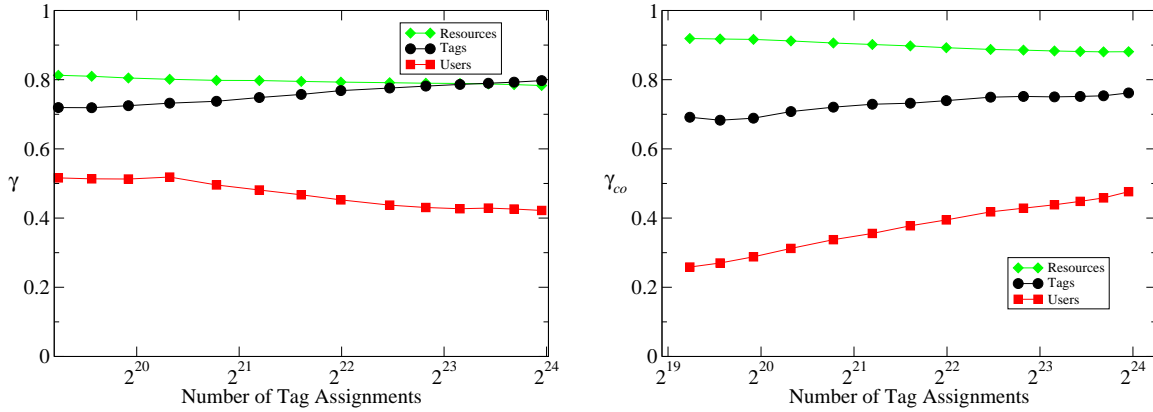 1
0.8
0.6
0.4
0.2
0
γ
Resources
Tags
Users
2^20
2^21
2^22
2^23
2^24
Number of Tag Assignments
1
0.8
0.6
0.4
0.2
0
γ_co
Resources
Tags
Users
2^19
2^20
2^21
2^22
2^23
2^24
Number of Tag Assignments